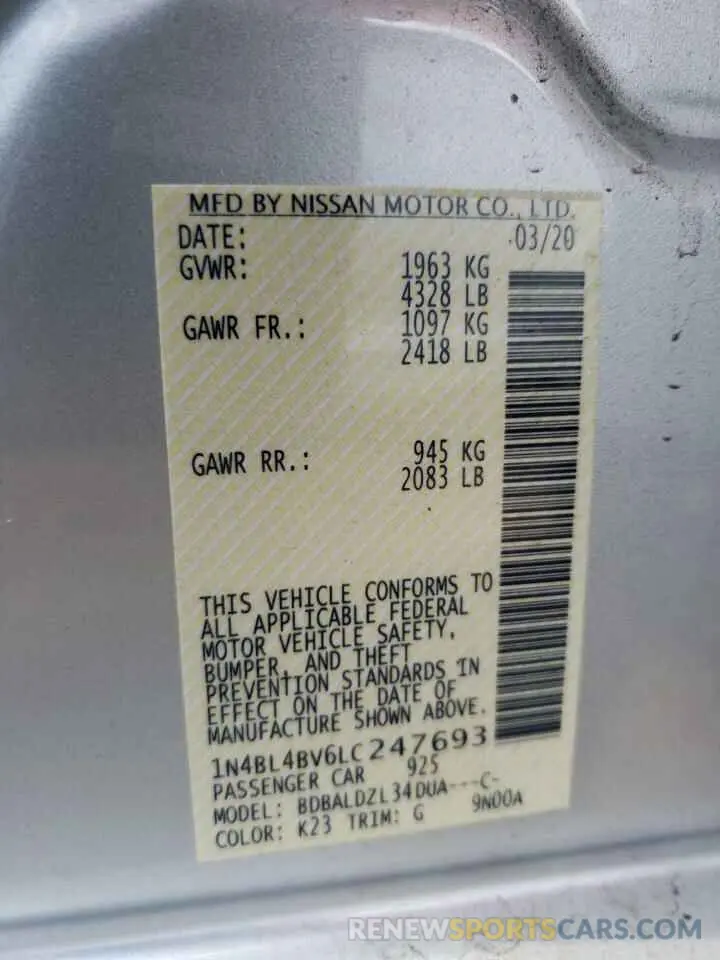 MFD BY NISSAN MOTOR CO., LTD.
DATE: 03/20
GVWR: 1963 KG
4328 LB
GAWR FR.: 1097 KG
2418 LB
GAWR RR.: 945 KG
2083 LB
THIS VEHICLE CONFORMS TO
ALL APPLICABLE FEDERAL
MOTOR VEHICLE SAFETY,
BUMPER, AND THEFT
PREVENTION STANDARDS IN
EFFECT ON THE DATE OF
MANUFACTURE SHOWN ABOVE.
1N4BL4BV6LC247693
PASSENGER CAR 925
MODEL: BDBALDZL34DUA---C-
COLOR: K23 TRIM: G 9N00A
RENEWSPORTSCARS.COM